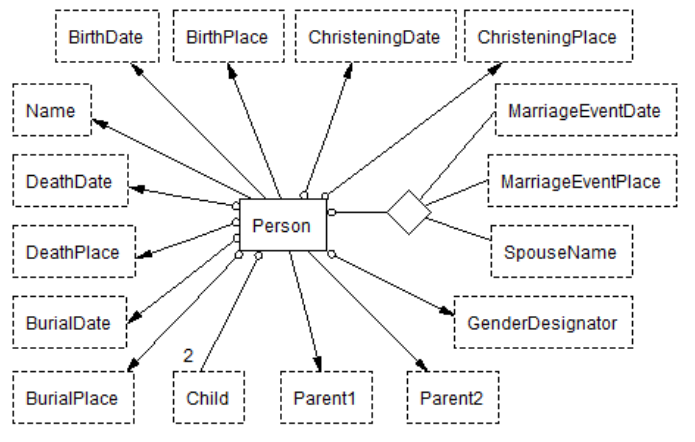 BirthDate
BirthPlace
ChristeningDate
ChristeningPlace
Name
MarriageEventDate
DeathDate
MarriageEventPlace
Person
DeathPlace
SpouseName
BurialDate
GenderDesignator
2
BurialPlace
Child
Parent1
Parent2